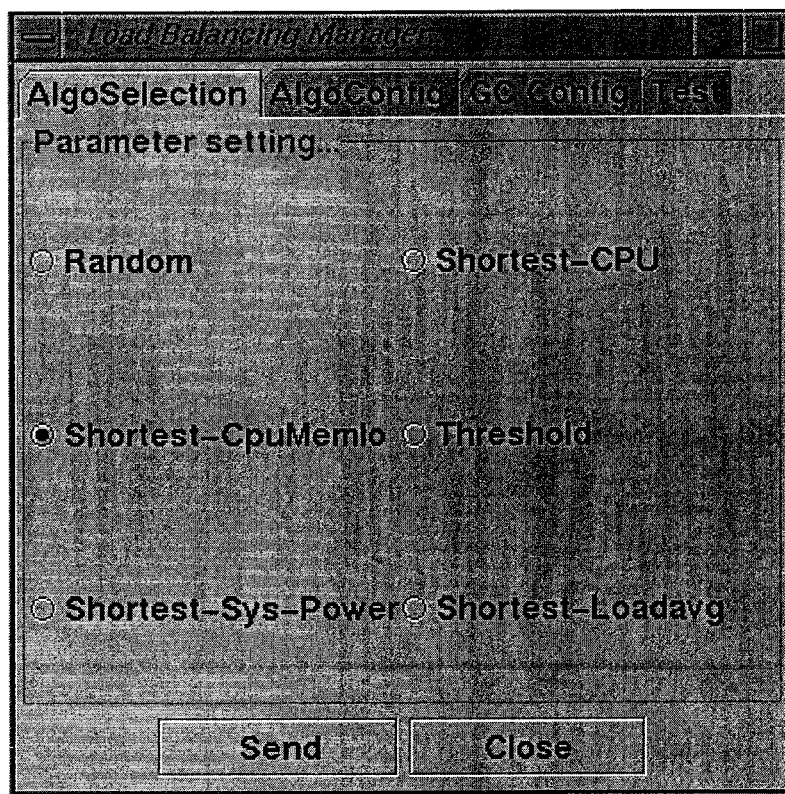 Load Balancing Manager
AlgoSelection AlgoConfig GC Config Test
Parameter setting...
Random Shortest-CPU
Shortest-CpuMemIo Threshold
Shortest-Sys-Power Shortest-Loadavg
Send Close